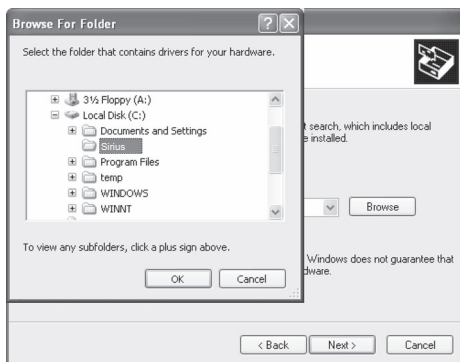 Browse For Folder
Select the folder that contains drivers for your hardware.
3½ Floppy (A:)
Local Disk (C:)
Documents and Settings
Sirius
Program Files
temp
WINDOWS
WINNT
To view any subfolders, click a plus sign above.
OK Cancel
t search, which includes local
e installed.
Browse
Windows does not guarantee that
dware.
< Back Next > Cancel